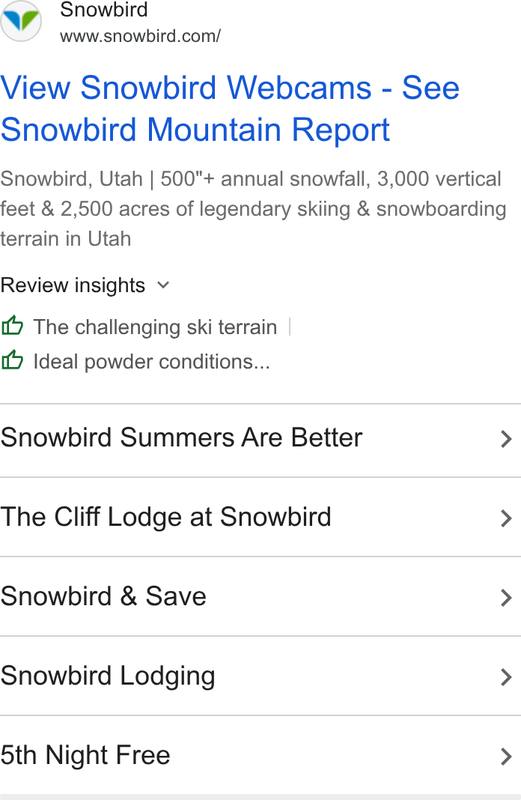 Snowbird
www.snowbird.com/
View Snowbird Webcams - See
Snowbird Mountain Report
Snowbird, Utah | 500"+ annual snowfall, 3,000 vertical
feet & 2,500 acres of legendary skiing & snowboarding
terrain in Utah
Review insights
The challenging ski terrain
Ideal powder conditions...
Snowbird Summers Are Better
The Cliff Lodge at Snowbird
Snowbird & Save
Snowbird Lodging
5th Night Free